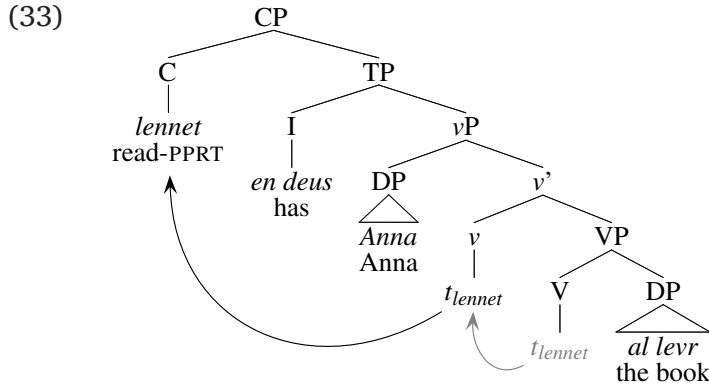 (33)
CP
C TP
lennet I vP
read-PPRT
en deus DP v’
has
Anna v VP
Anna
t_lennet V DP
t_lennet al levr
the book